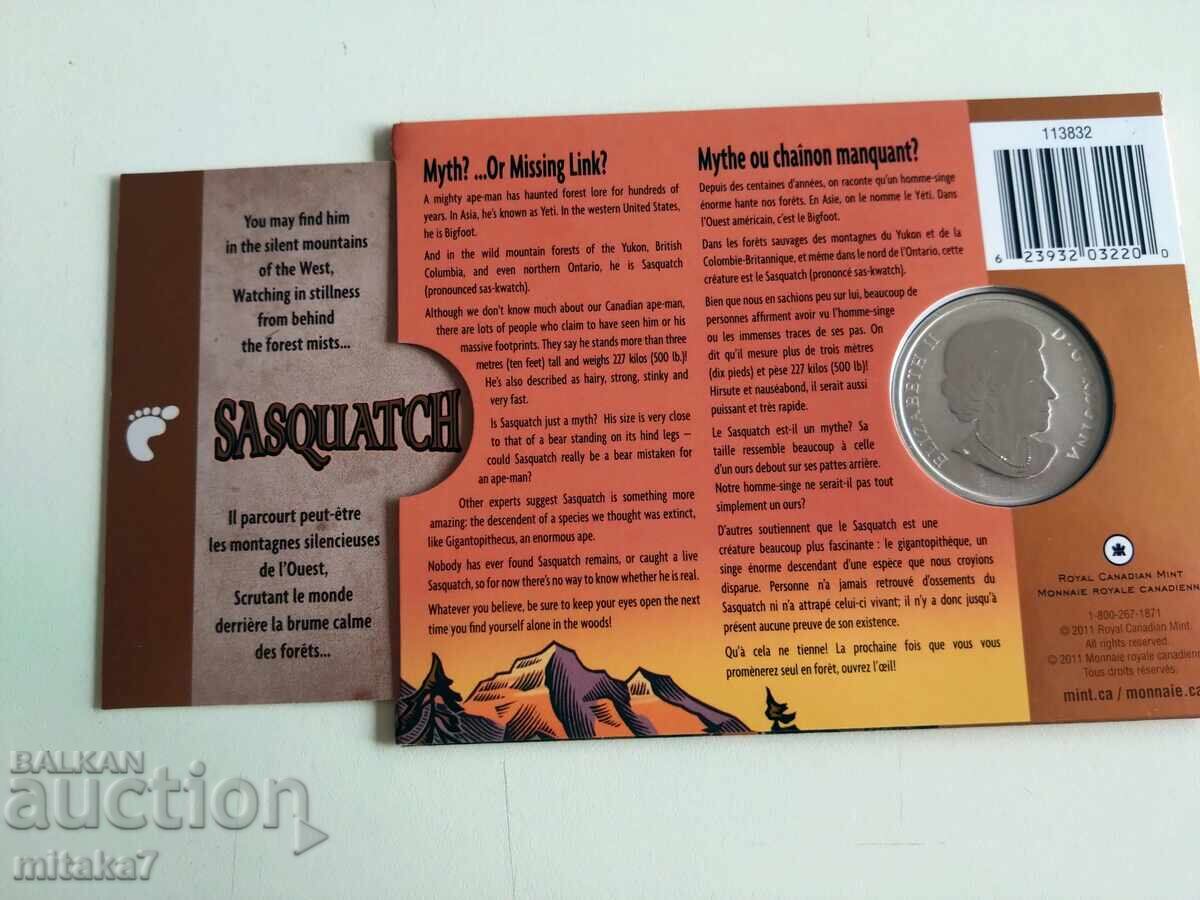 You may find him
in the silent mountains
of the West,
Watching in stillness
from behind
the forest mists...
SASQUATCH
Il parcourt peut-être
les montagnes silencieuses
de l'Ouest,
Scrutant le monde
derrière la brume calme
des forêts...
Myth? ...Or Missing Link?
A mighty ape-man has haunted forest lore for hundreds of
years. In Asia, he's known as Yeti. In the western United States,
he is Bigfoot.
And in the wild mountain forests of the Yukon, British
Columbia, and even northern Ontario, he is Sasquatch
(pronounced sas-kwatch).
Although we don't know much about our Canadian ape-man,
there are lots of people who claim to have seen him or his
massive footprints. They say he stands more than three
metres (ten feet) tall and weighs 227 kilos (500 lb.)!
He's also described as hairy, strong, stinky and
very fast.
Is Sasquatch just a myth? His size is very close
to that of a bear standing on its hind legs –
could Sasquatch really be a bear mistaken for
an ape-man?
Other experts suggest Sasquatch is something more
amazing: the descendent of a species we thought was extinct,
like Gigantopithecus, an enormous ape.
Nobody has ever found Sasquatch remains, or caught a live
Sasquatch, so for now there's no way to know whether he is real.
Whatever you believe, be sure to keep your eyes open the next
time you find yourself alone in the woods!
Mythe ou chaînon manquant?
Depuis des centaines d'années, on raconte qu'un homme-singe
énorme hante nos forêts. En Asie, on le nomme le Yéti. Dans
l'Ouest américain, c'est le Bigfoot.
Dans les forêts sauvages des montagnes du Yukon et de la
Colombie-Britannique, et même dans le nord de l'Ontario, cette
créature est le Sasquatch (prononcé sas-kwatch).
Bien que nous en sachions peu sur lui, beaucoup de
personnes affirment avoir vu l'homme-singe
ou les immenses traces de ses pas. On
dit qu'il mesure plus de trois mètres
(dix pieds) et pèse 227 kilos (500 lb)!
Hirsute et nauséabond, il serait aussi
puissant et très rapide.
Le Sasquatch est-il un mythe? Sa
taille ressemble beaucoup à celle
d'un ours debout sur ses pattes arrière.
Notre homme-singe ne serait-il pas tout
simplement un ours?
D'autres soutiennent que le Sasquatch est une
créature beaucoup plus fascinante : le gigantopithèque, un
singe énorme descendant d'une espèce que nous croyions
disparue. Personne n'a jamais retrouvé d'ossements du
Sasquatch ni n'a attrapé celui-ci vivant; il n'y a donc jusqu'à
présent aucune preuve de son existence.
Qu'à cela ne tienne! La prochaine fois que vous vous
promènerez seul en forêt, ouvrez l'œil!
113832
6 23932 03220 0
ELIZABETH II D·G·REGINA
ROYAL CANADIAN MINT
MONNAIE ROYALE CANADIENNE
1-800-267-1871
© 2011 Royal Canadian Mint.
All rights reserved.
© 2011 Monnaie royale canadienne
Tous droits réservés.
mint.ca / monnaie.ca
BALKAN
auction
mitaka7